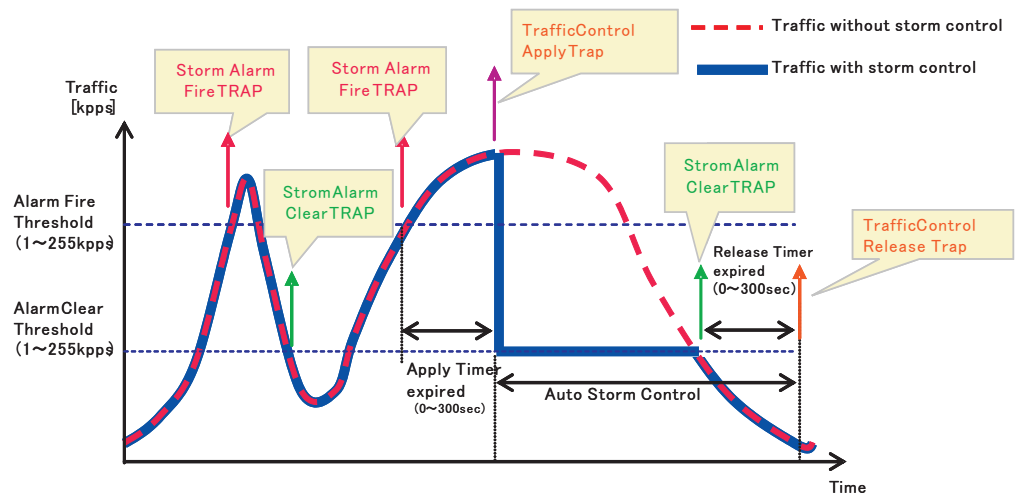 TrafficControl
ApplyTrap
Traffic without storm control
Traffic with storm control
Storm Alarm
FireTRAP
Storm Alarm
FireTRAP
Traffic
[kpps]
StromAlarm
ClearTRAP
StromAlarm
ClearTRAP
Alarm Fire
Threshold
(1～255kpps)
TrafficControl
Release Trap
Release Timer
expired
(0～300sec)
AlarmClear
Threshold
(1～255kpps)
Apply Timer
expired
(0～300sec)
Auto Storm Control
Time